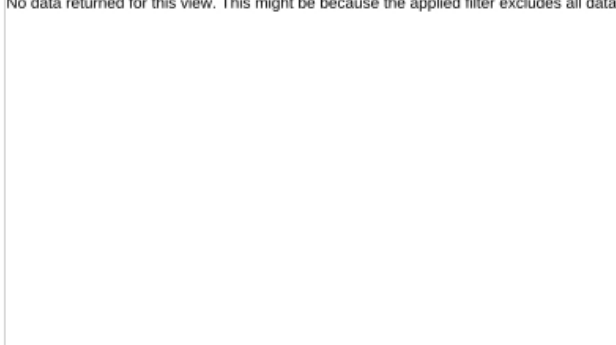 No data returned for this view. This might be because the applied filter excludes all data